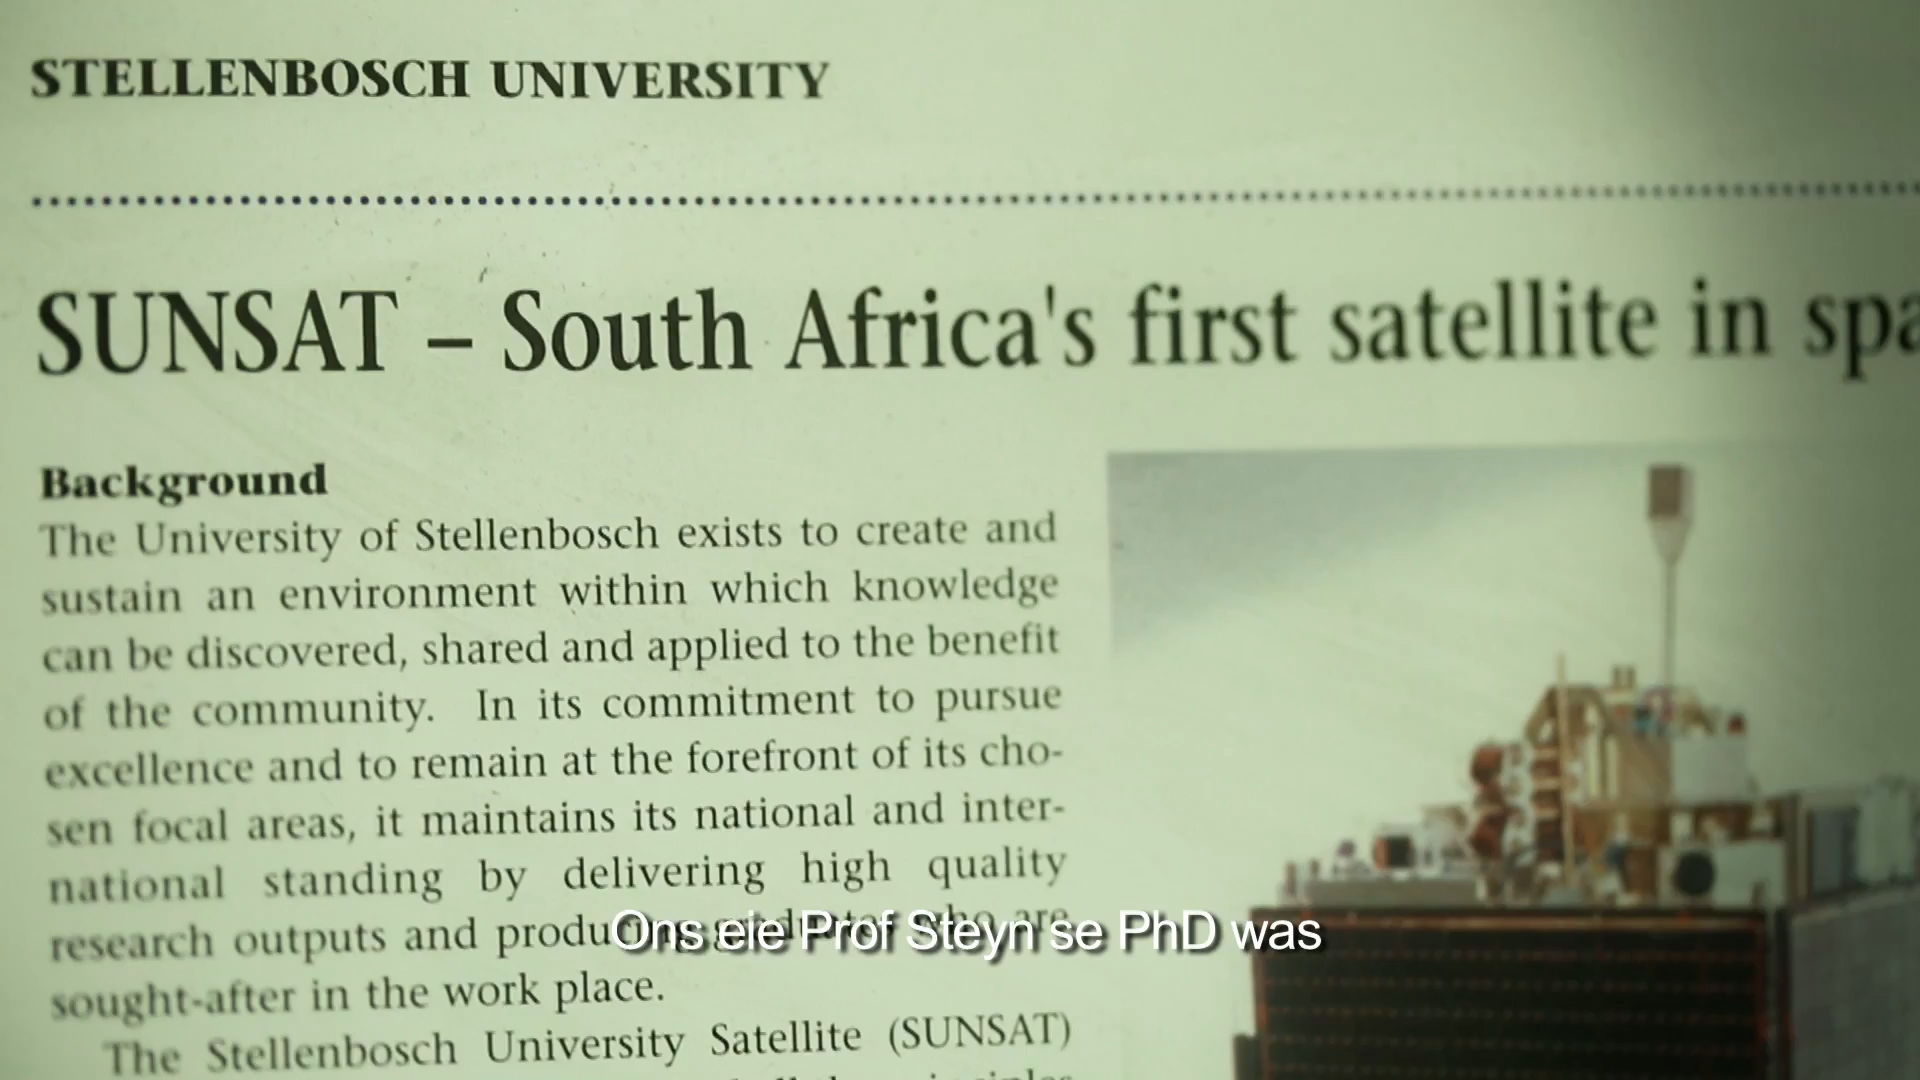 STELLENBOSCH UNIVERSITY
SUNSAT – South Africa's first satellite in spa
Background
The University of Stellenbosch exists to create and
sustain an environment within which knowledge
can be discovered, shared and applied to the benefit
of the community. In its commitment to pursue
excellence and to remain at the forefront of its cho-
sen focal areas, it maintains its national and inter-
national standing by delivering high quality
research outputs and producing graduates who are
sought-after in the work place.
The Stellenbosch University Satellite (SUNSAT)
Ons eie Prof Steyn se PhD was